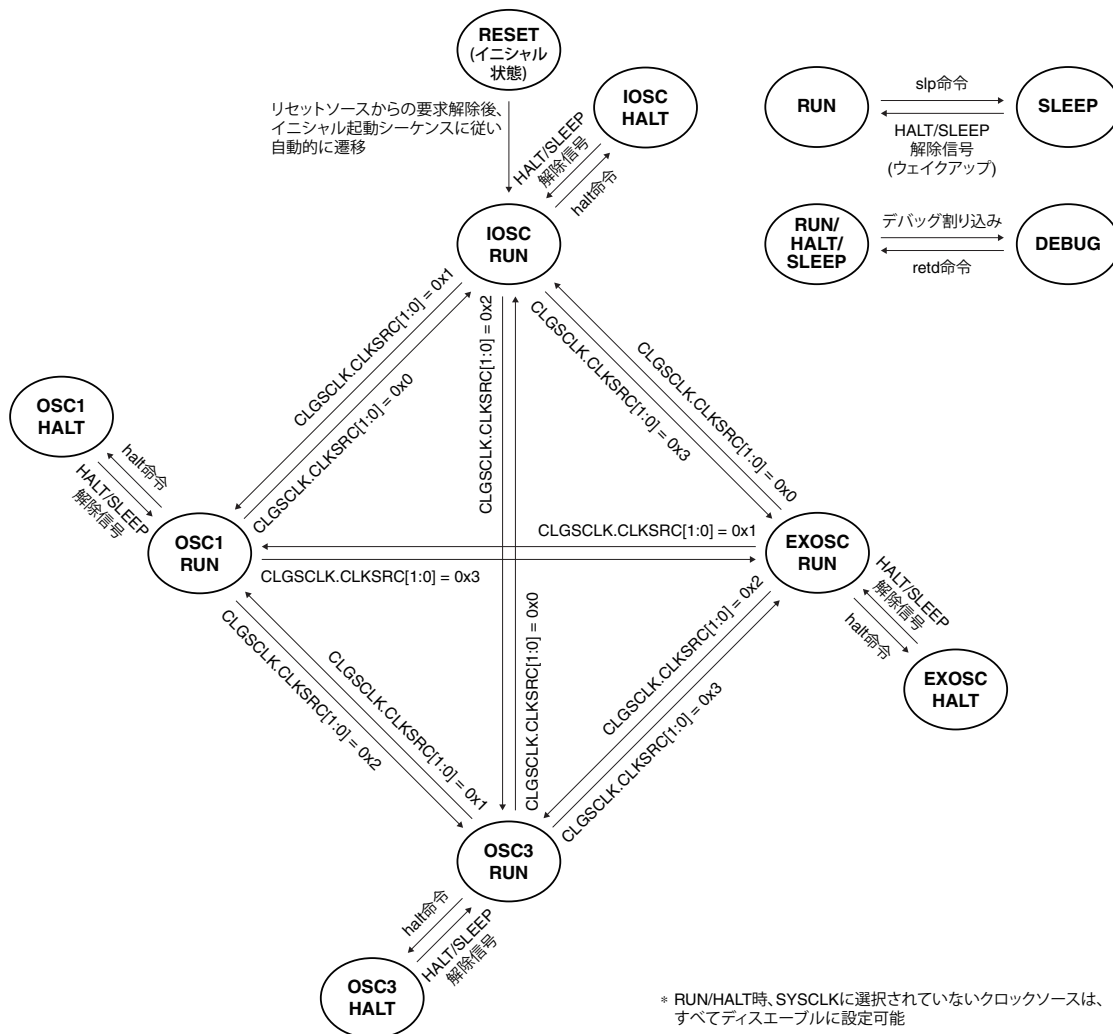 RESET
(イニシャル
状態)
リセットソースからの要求解除後、
イニシャル起動シーケンスに従い
自動的に遷移
IOSC
HALT
HALT/SLEEP
解除信号
halt命令
IOSC
RUN
RUN
slp命令
SLEEP
HALT/SLEEP
解除信号
(ウェイクアップ)
RUN/
HALT/
SLEEP
デバッグ割り込み
DEBUG
retd命令
CLGSCLK.CLKSRC[1:0] = 0x1
CLGSCLK.CLKSRC[1:0] = 0x0
CLGSCLK.CLKSRC[1:0] = 0x2
CLGSCLK.CLKSRC[1:0] = 0x0
CLGSCLK.CLKSRC[1:0] = 0x3
CLGSCLK.CLKSRC[1:0] = 0x0
OSC1
HALT
halt命令
HALT/SLEEP
解除信号
OSC1
RUN
CLGSCLK.CLKSRC[1:0] = 0x1
CLGSCLK.CLKSRC[1:0] = 0x3
EXOSC
RUN
HALT/SLEEP
解除信号
halt命令
EXOSC
HALT
CLGSCLK.CLKSRC[1:0] = 0x2
CLGSCLK.CLKSRC[1:0] = 0x1
CLGSCLK.CLKSRC[1:0] = 0x2
CLGSCLK.CLKSRC[1:0] = 0x3
OSC3
RUN
halt命令
HALT/SLEEP
解除信号
OSC3
HALT
* RUN/HALT時、SYSCLKに選択されていないクロックソースは、
すべてディスエーブルに設定可能